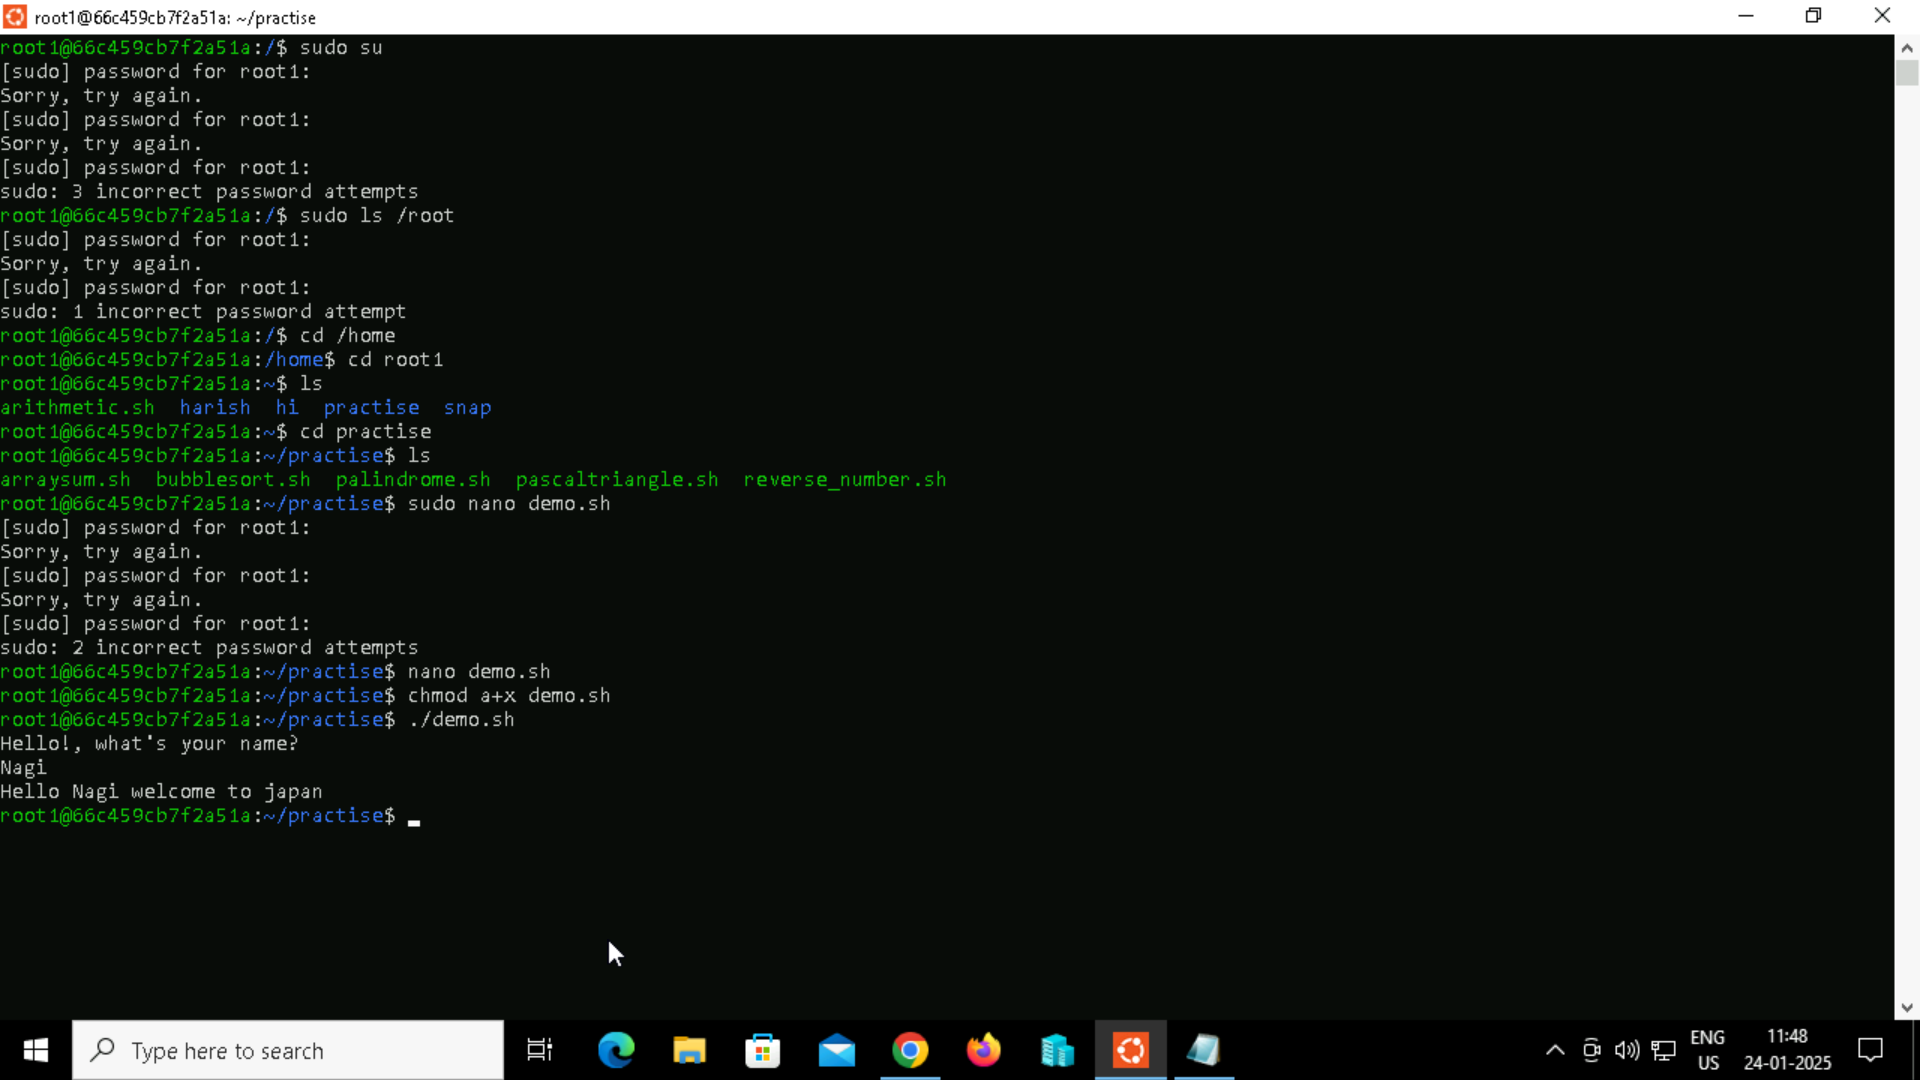 root1@66c459cb7f2a51a: ~/practise
root1@66c459cb7f2a51a:/$ sudo su
[sudo] password for root1:
Sorry, try again.
[sudo] password for root1:
Sorry, try again.
[sudo] password for root1:
sudo: 3 incorrect password attempts
root1@66c459cb7f2a51a:/$ sudo ls /root
[sudo] password for root1:
Sorry, try again.
[sudo] password for root1:
sudo: 1 incorrect password attempt
root1@66c459cb7f2a51a:/$ cd /home
root1@66c459cb7f2a51a:/home$ cd root1
root1@66c459cb7f2a51a:~$ ls
arithmetic.sh  harish  hi  practise  snap
root1@66c459cb7f2a51a:~$ cd practise
root1@66c459cb7f2a51a:~/practise$ ls
arraysum.sh  bubblesort.sh  palindrome.sh  pascaltriangle.sh  reverse_number.sh
root1@66c459cb7f2a51a:~/practise$ sudo nano demo.sh
[sudo] password for root1:
Sorry, try again.
[sudo] password for root1:
Sorry, try again.
[sudo] password for root1:
sudo: 2 incorrect password attempts
root1@66c459cb7f2a51a:~/practise$ nano demo.sh
root1@66c459cb7f2a51a:~/practise$ chmod a+x demo.sh
root1@66c459cb7f2a51a:~/practise$ ./demo.sh
Hello!, what's your name?
Nagi
Hello Nagi welcome to japan
root1@66c459cb7f2a51a:~/practise$
Type here to search
ENG
US
11:48
24-01-2025